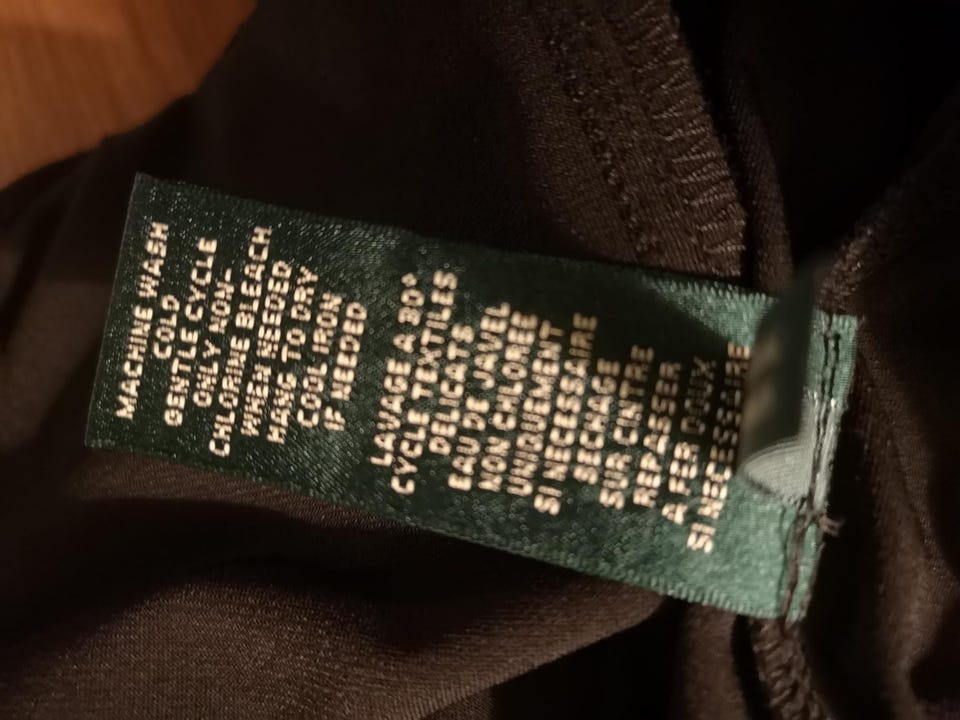 MACHINE WASH
COLD
GENTLE CYCLE
ONLY NON-
CHLORINE BLEACH
WHEN NEEDED
HANG TO DRY
COOL IRON
IF NEEDED
LAVAGE A 30°
CYCLE TEXTILES
DELICATS
EAU DE JAVEL
NON CHLOREE
UNIQUEMENT
SI NECESSAIRE
SECHAGE
SUR CINTRE
REPASSER
A FER DOUX
SI NECESSAIRE